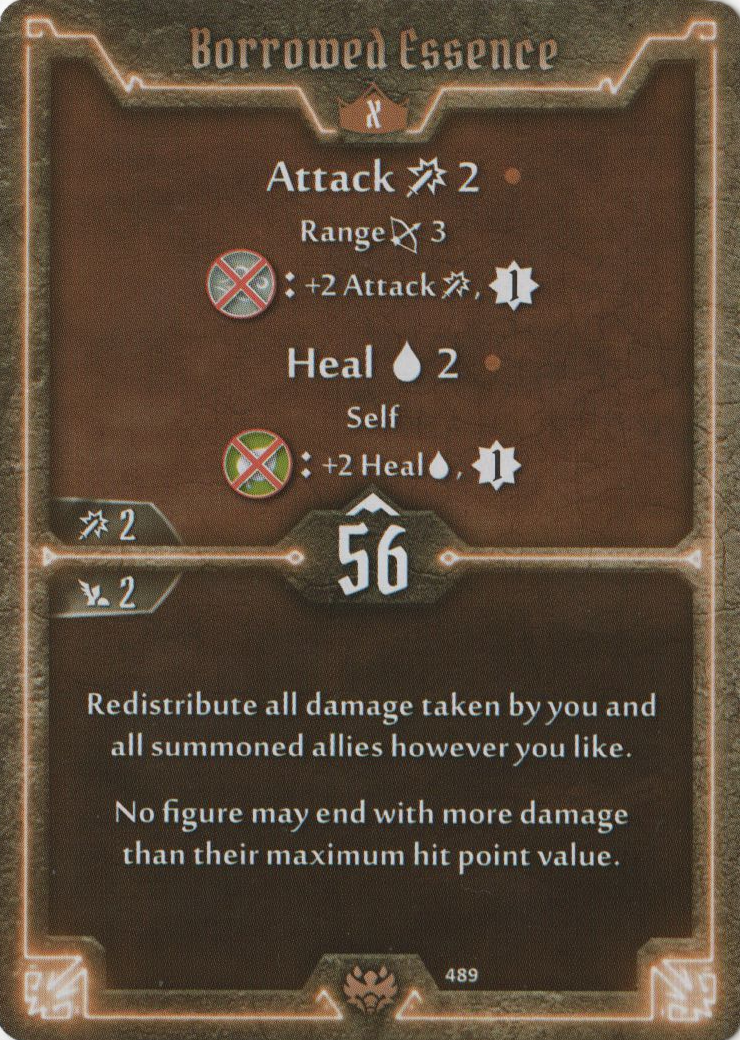 Borrowed Essence
X
Attack 2
Range 3
: +2 Attack , 1
Heal 2
Self
: +2 Heal , 1
2
56
2
Redistribute all damage taken by you and
all summoned allies however you like.
No figure may end with more damage
than their maximum hit point value.
489